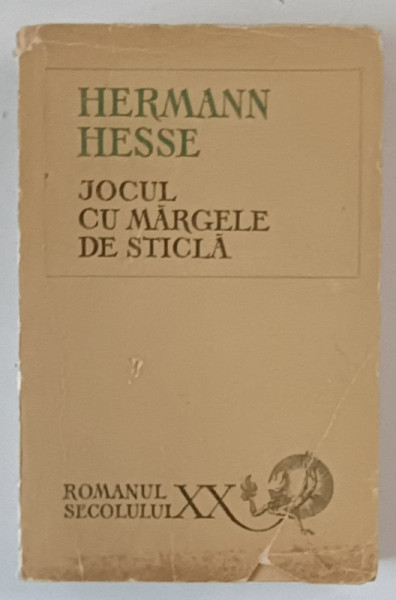 HERMANN
HESSE
JOCUL
CU MĂRGELE
DE STICLĂ
ROMANUL
SECOLULUI XX